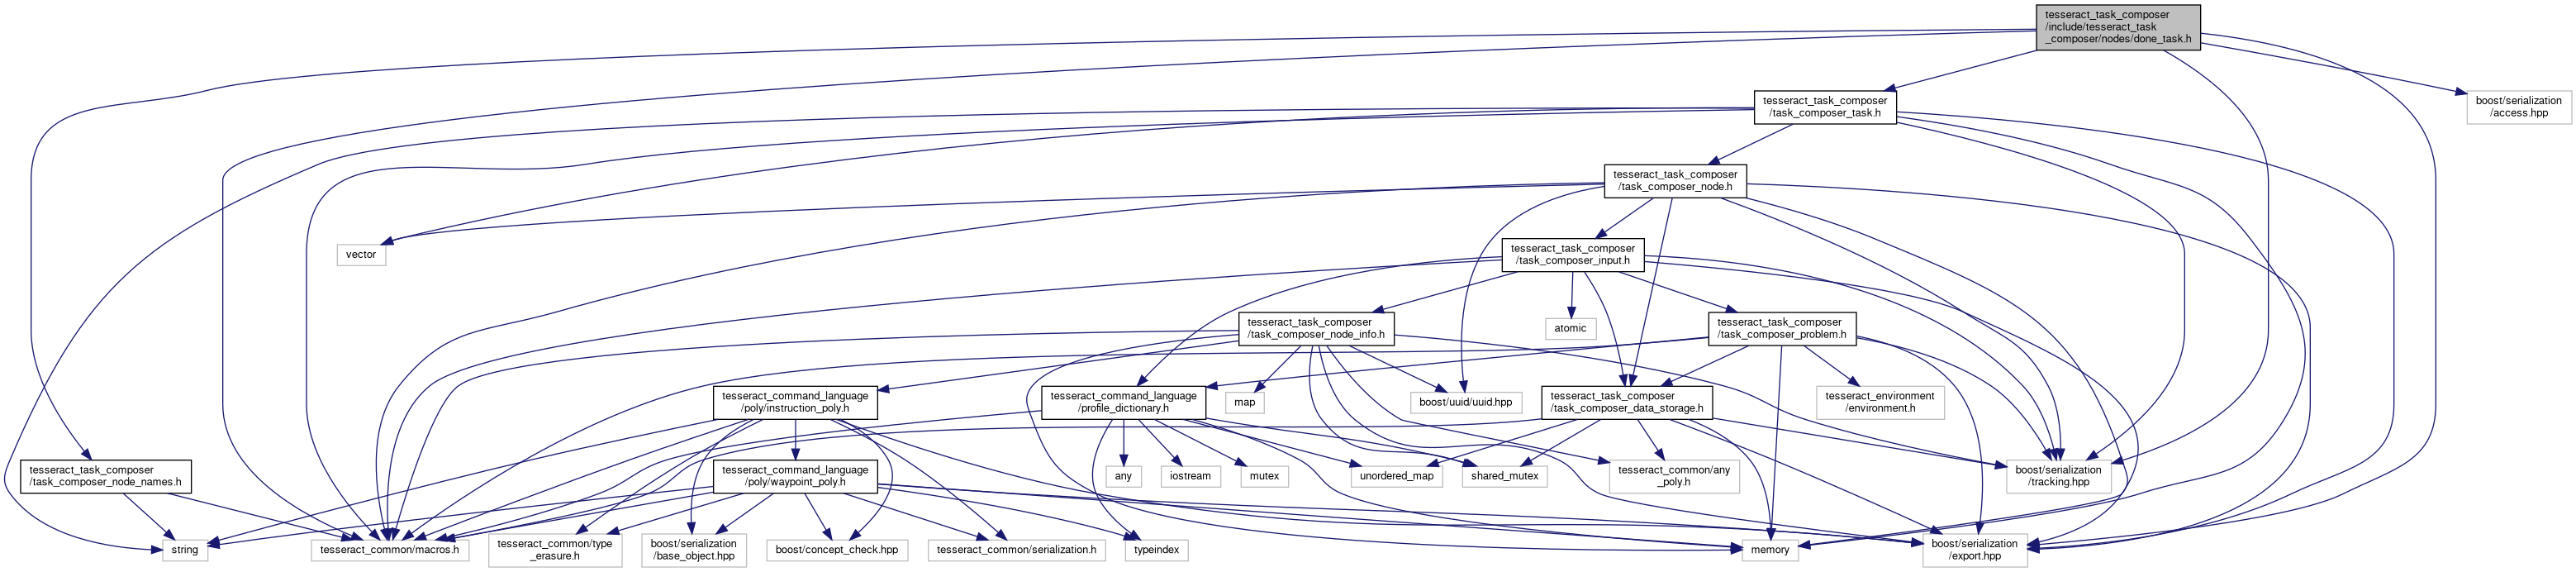 tesseract_task_composer
/include/tesseract_task
_composer/nodes/done_task.h
tesseract_task_composer
/task_composer_task.h
boost/serialization
/access.hpp
tesseract_task_composer
/task_composer_node.h
vector
tesseract_task_composer
/task_composer_input.h
tesseract_task_composer
/task_composer_node_info.h
atomic
tesseract_task_composer
/task_composer_problem.h
tesseract_command_language
/poly/instruction_poly.h
tesseract_command_language
/profile_dictionary.h
map
boost/uuid/uuid.hpp
tesseract_task_composer
/task_composer_data_storage.h
tesseract_environment
/environment.h
tesseract_task_composer
/task_composer_node_names.h
tesseract_command_language
/poly/waypoint_poly.h
any
iostream
mutex
unordered_map
shared_mutex
tesseract_common/any
_poly.h
boost/serialization
/tracking.hpp
string
tesseract_common/macros.h
tesseract_common/type
_erasure.h
boost/serialization
/base_object.hpp
boost/concept_check.hpp
tesseract_common/serialization.h
typeindex
memory
boost/serialization
/export.hpp